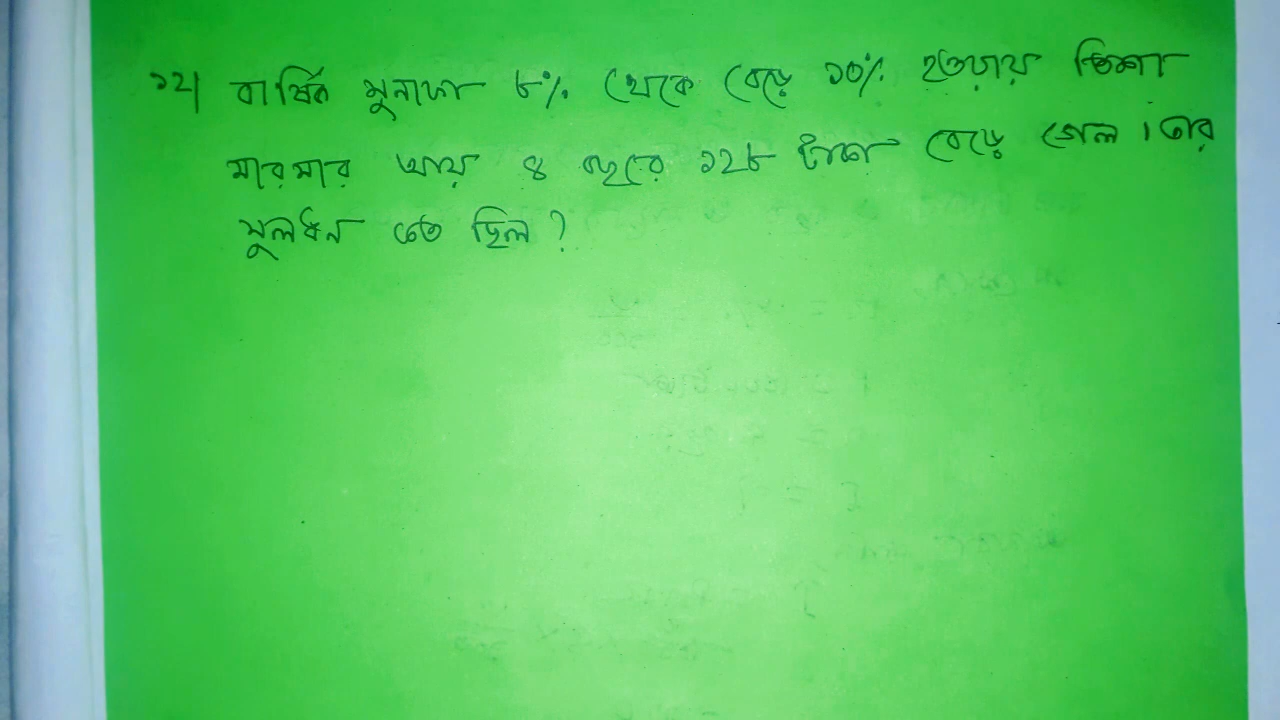 ১২। বার্ষিক মুনাফা ৮% থেকে বেড়ে ১০% হওয়ায় তিশা
মারমার আয় ৪ বছরে ১২৮ টাকা বেড়ে গেল। তার
মূলধন কত ছিল?